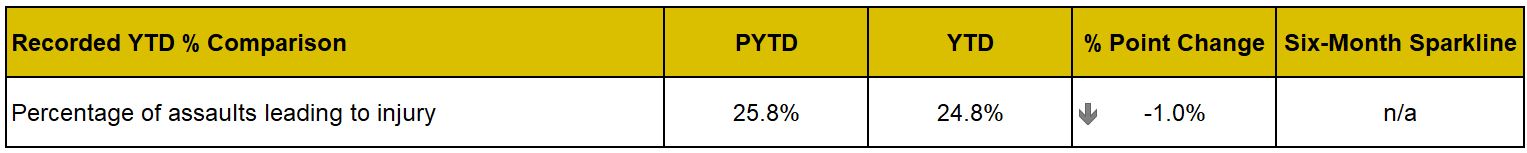 Recorded YTD % Comparison PYTD YTD % Point Change Six-Month Sparkline
Percentage of assaults leading to injury 25.8% 24.8% -1.0% n/a